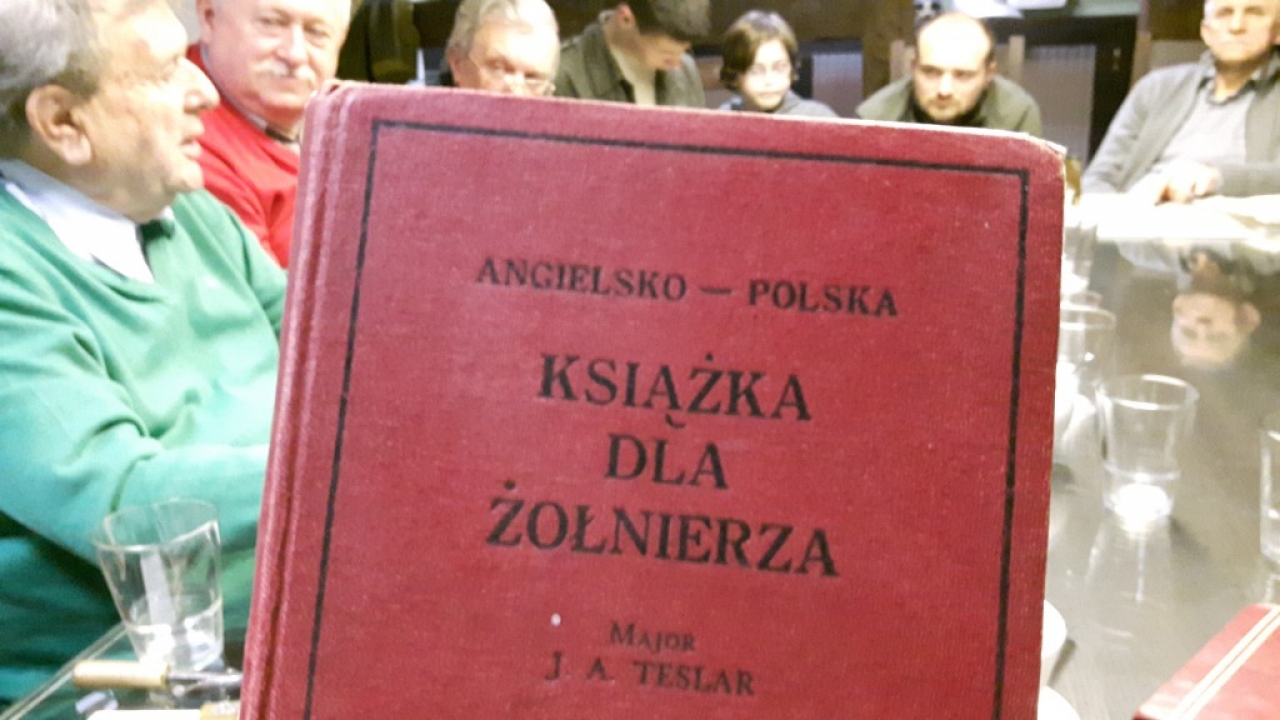 ANGIELSKO — POLSKA
KSIĄŻKA
DLA
ŻOŁNIERZA
MAJOR
J. A. TESLAR